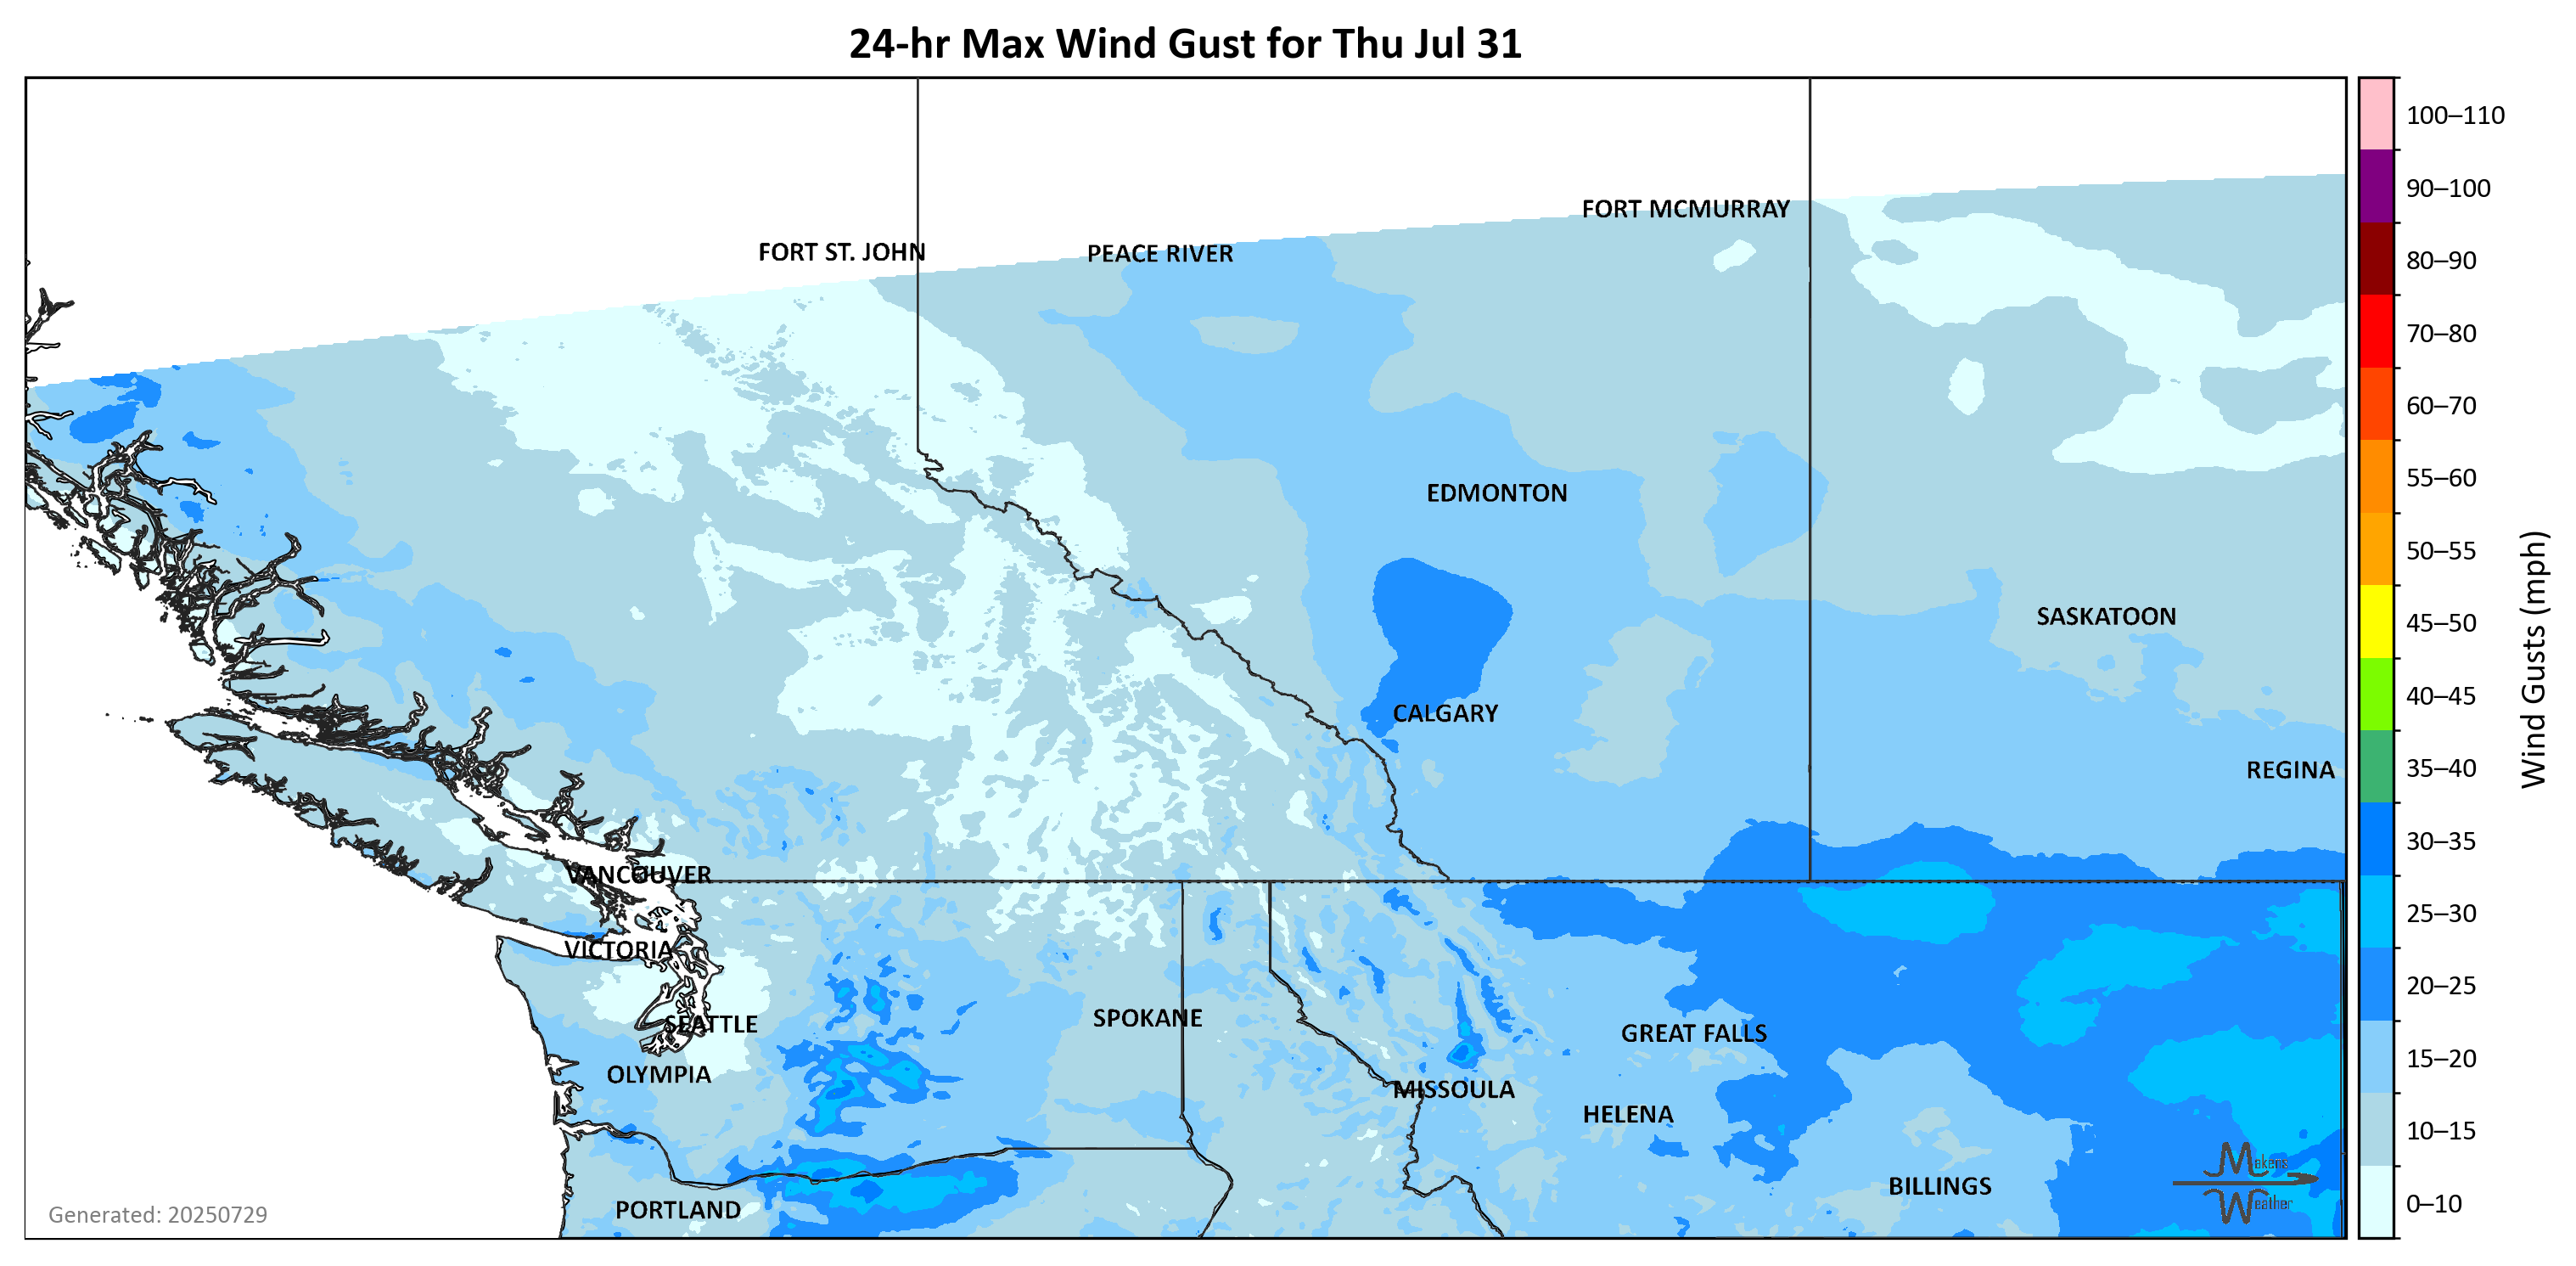 24-hr Max Wind Gust for Thu Jul 31
100–110
90–100
80–90
70–80
60–70
55–60
50–55
45–50
40–45
35–40
30–35
25–30
20–25
15–20
10–15
0–10
Wind Gusts (mph)
FORT MCMURRAY
FORT ST. JOHN
PEACE RIVER
EDMONTON
SASKATOON
CALGARY
REGINA
VANCOUVER
VICTORIA
SEATTLE
SPOKANE
GREAT FALLS
OLYMPIA
MISSOULA
HELENA
BILLINGS
PORTLAND
Makens
Weather
Generated: 20250729